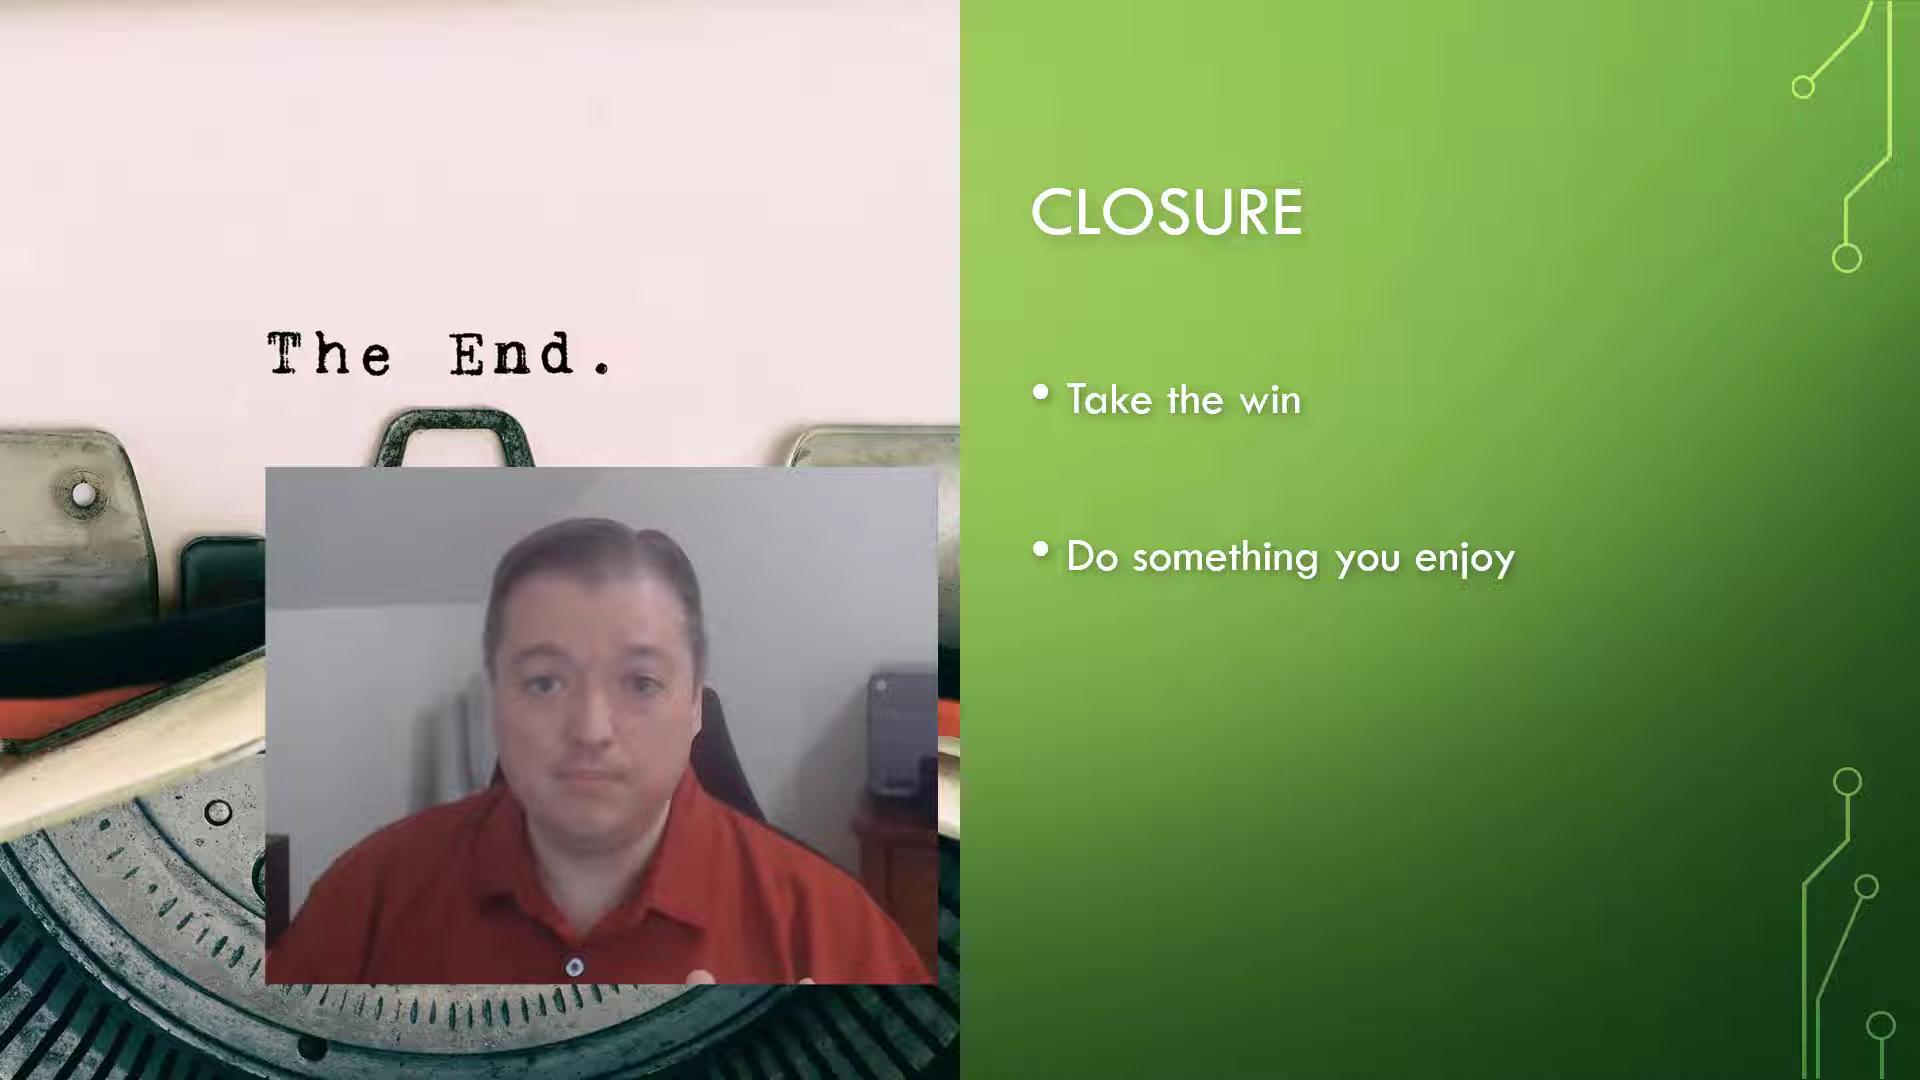 The End.
CLOSURE
• Take the win
• Do something you enjoy